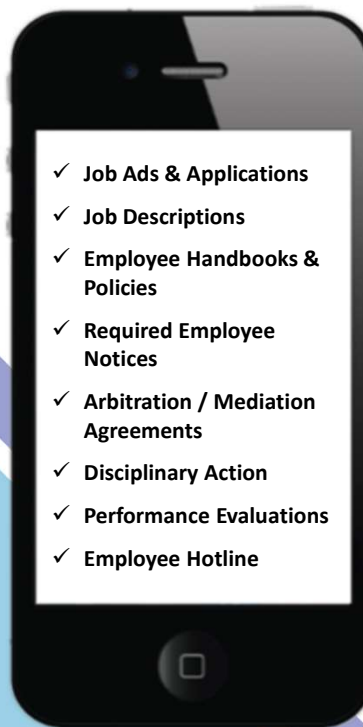 ✓ Job Ads & Applications
✓ Job Descriptions
✓ Employee Handbooks &
Policies
✓ Required Employee
Notices
✓ Arbitration / Mediation
Agreements
✓ Disciplinary Action
✓ Performance Evaluations
✓ Employee Hotline